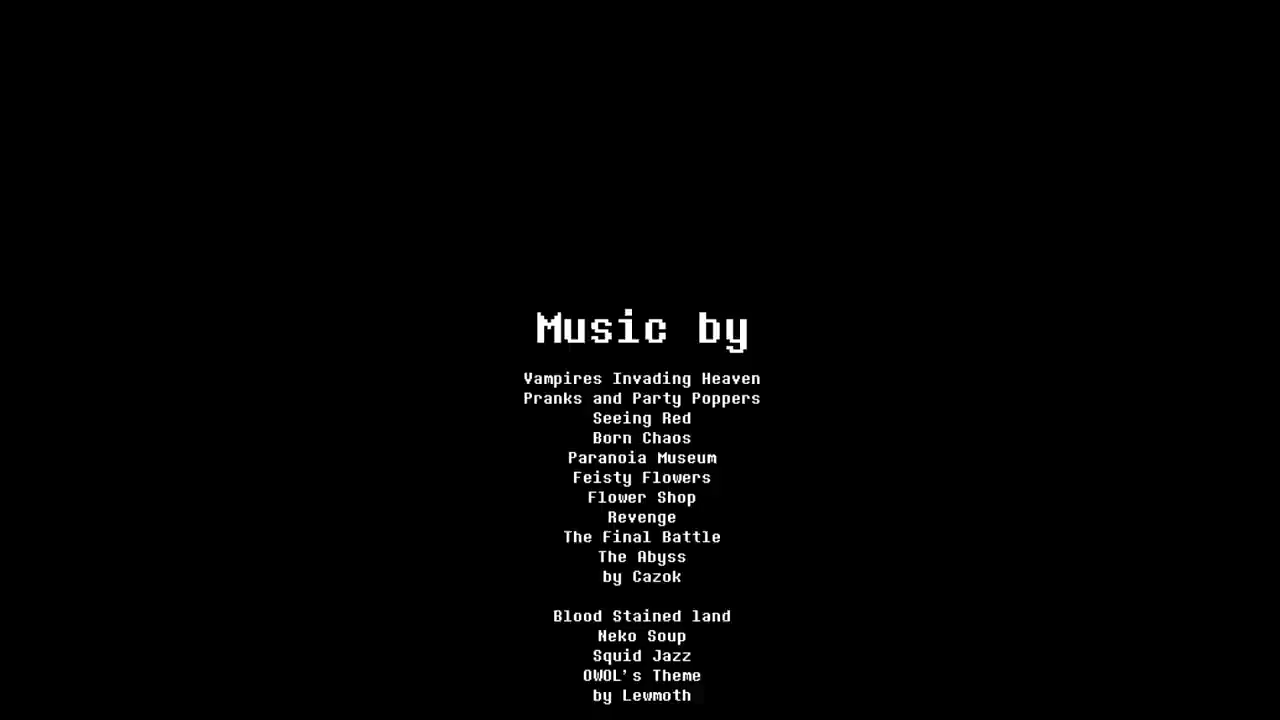 Music by
Vampires Invading Heaven
Pranks and Party Poppers
Seeing Red
Born Chaos
Paranoia Museum
Feisty Flowers
Flower Shop
Revenge
The Final Battle
The Abyss
by Cazok
Blood Stained land
Neko Soup
Squid Jazz
OWOL's Theme
by Lewmoth